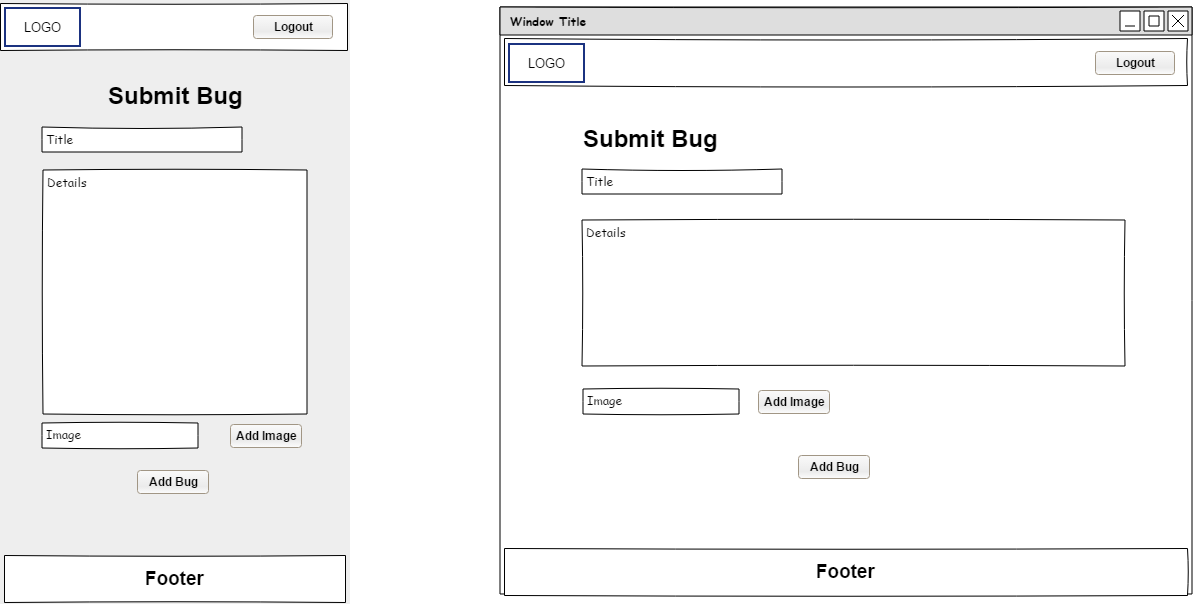 LOGO
Logout
Submit Bug
Title
Details
Image
Add Image
Add Bug
Footer
Window Title
LOGO
Logout
Submit Bug
Title
Details
Image
Add Image
Add Bug
Footer